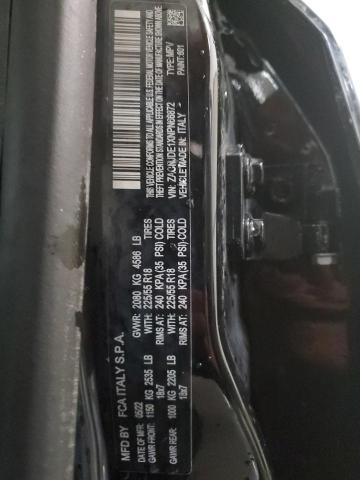 MFD BY FCA ITALY S.P.A.
DATE OF MFR: 05/22 GVWR: 2080 KG 4586 LB
GAWR FRONT: 1150 KG 2535 LB WITH: 225/55 R18 TIRES
18x7 RIMS AT: 240 KPA (35 PSI) COLD
GAWR REAR: 1000 KG 2205 LB WITH: 225/55 R18 TIRES
18x7 RIMS AT: 240 KPA (35 PSI) COLD
THIS VEHICLE CONFORMS TO ALL APPLICABLE U.S. FEDERAL MOTOR VEHICLE SAFETY, BUMPER, AND
THEFT PREVENTION STANDARDS IN EFFECT ON THE DATE OF MANUFACTURE SHOWN ABOVE.
TYPE: MPV
VEHICLE MADE IN: ITALY PAINT: 601